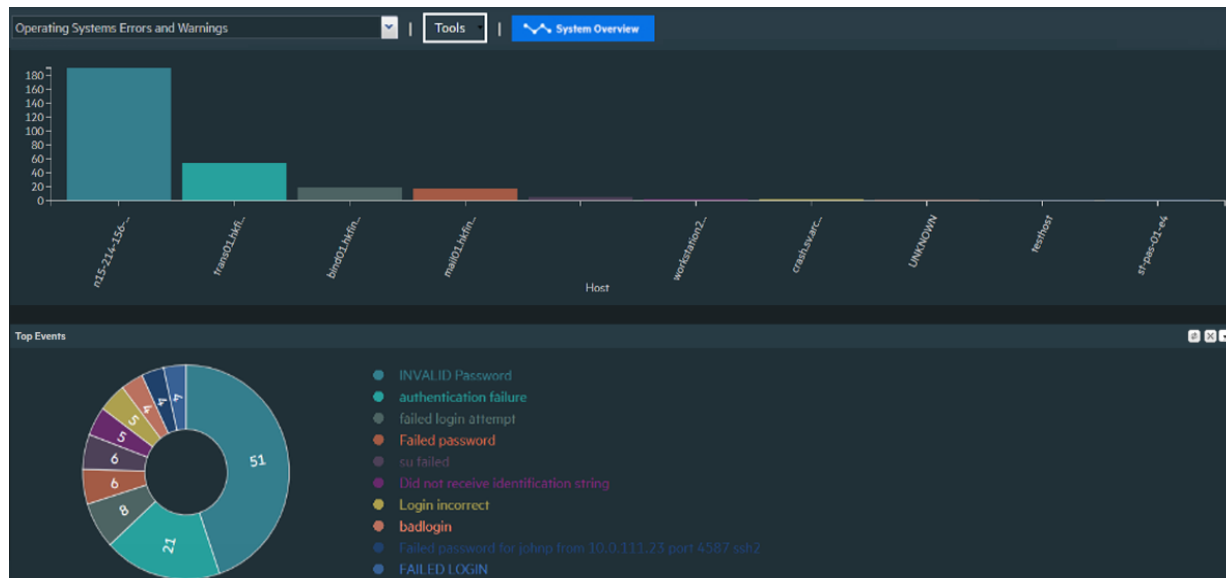 Operating Systems Errors and Warnings | Tools | System Overview
180
160
140
120
100
80
60
40
20
0
n15-214-156-...
trans01.hkfi...
bind01.hkfin...
mail01.hkfin...
workstation2...
crash.sv.arc...
UNKNOWN
testhost
st-pas-01-e4
Host
Top Events
51
21
8
6
6
5
5
4
4
4
INVALID Password
authentication failure
failed login attempt
Failed password
su failed
Did not receive identification string
Login incorrect
badlogin
Failed password for johnp from 10.0.111.23 port 4587 ssh2
FAILED LOGIN